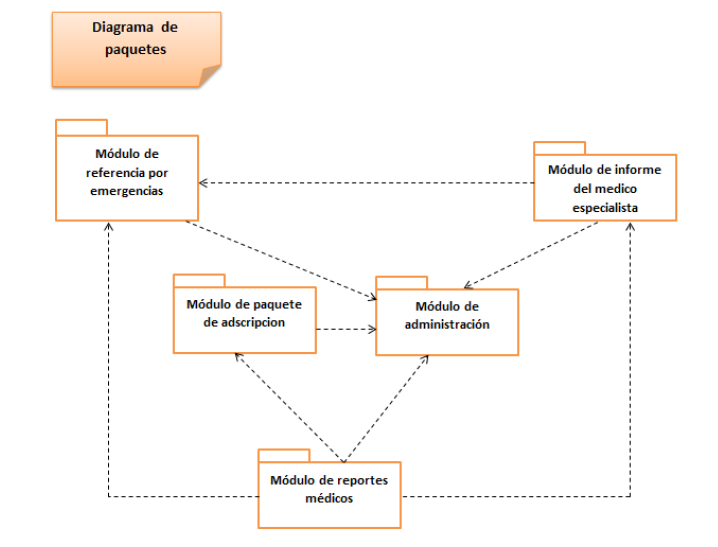 Diagrama de
paquetes
Módulo de
referencia por
emergencias
Módulo de informe
del medico
especialista
Módulo de paquete
de adscripcion
Módulo de
administración
Módulo de reportes
médicos